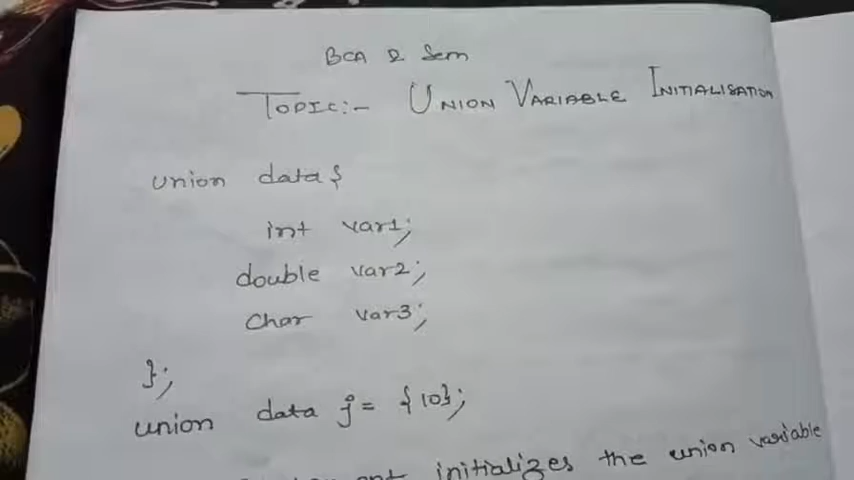 BCA 2 Sem
TOPIC:- UNION VARIABLE INITIALISATION
union data{
int var1;
double var2;
char var3;
};
union data j= {10};
initializes the union variable